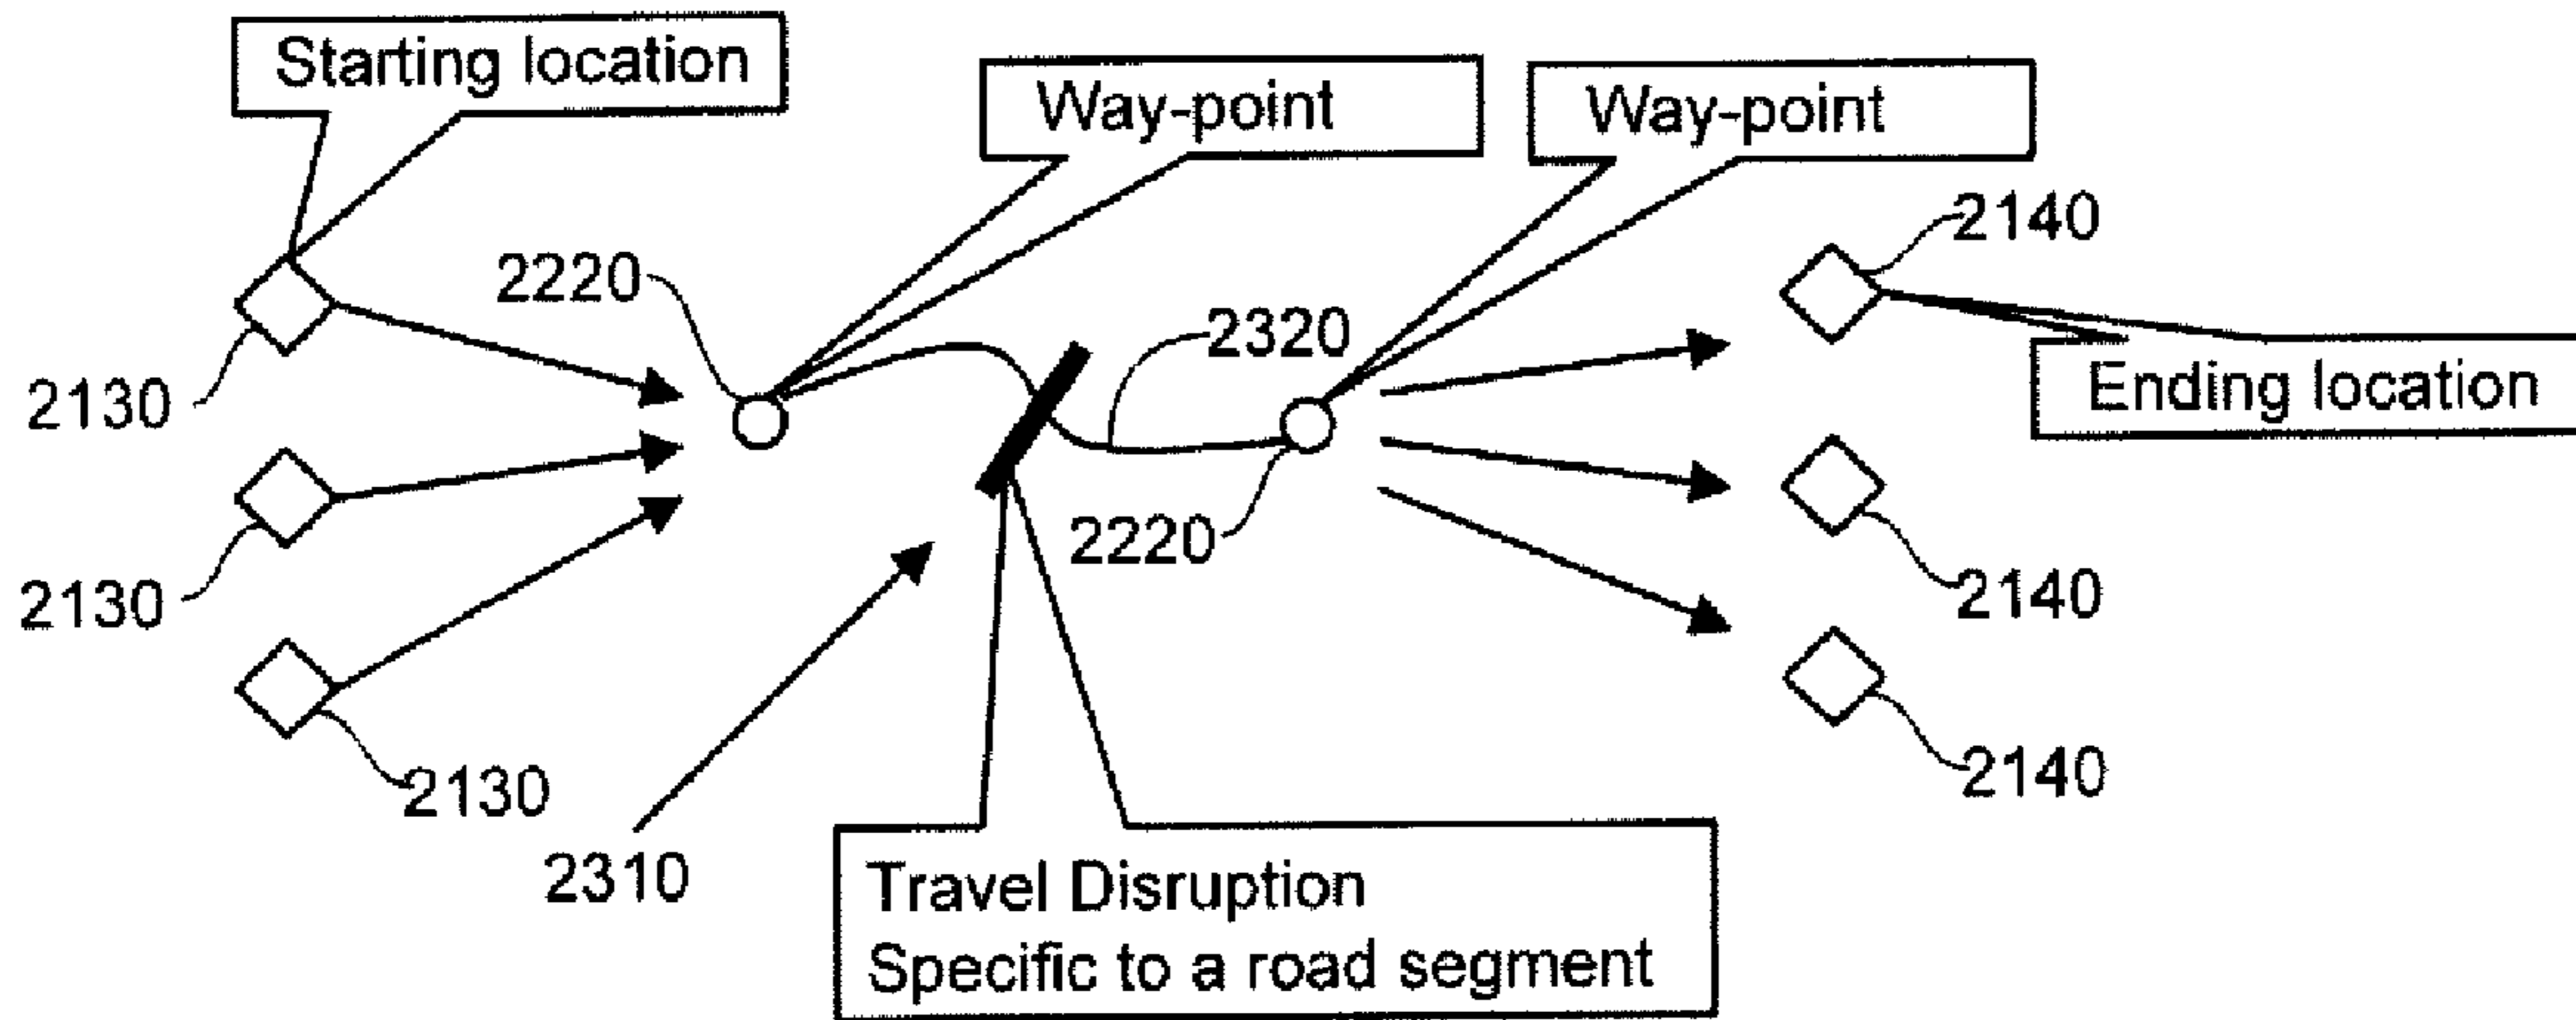 Starting location
Way-point
Way-point
2140
2220
2320
2130
Ending location
2220
2130
2140
2130
2310
2140
Travel Disruption
Specific to a road segment